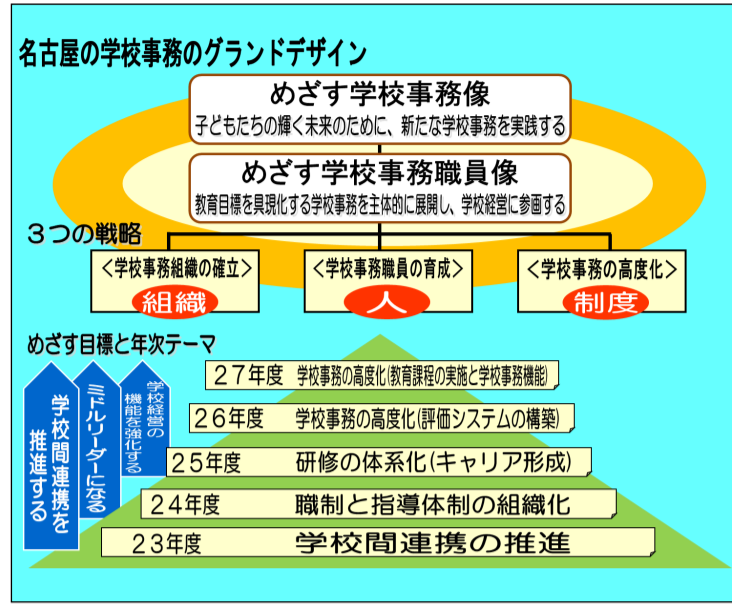 名古屋の学校事務のグランドデザイン
めざす学校事務像
子どもたちの輝く未来のために、新たな学校事務を実践する
めざす学校事務職員像
教育目標を具現化する学校事務を主体的に展開し、学校経営に参画する
3つの戦略
＜学校事務組織の確立＞
組織
＜学校事務職員の育成＞
人
＜学校事務の高度化＞
制度
めざす目標と年次テーマ
学校間連携を
推進する
ミドルリーダーになる
学校経営の
機能を強化する
27年度 学校事務の高度化(教育課程の実施と学校事務機能)
26年度 学校事務の高度化(評価システムの構築)
25年度 研修の体系化(キャリア形成)
24年度 職制と指導体制の組織化
23年度 学校間連携の推進